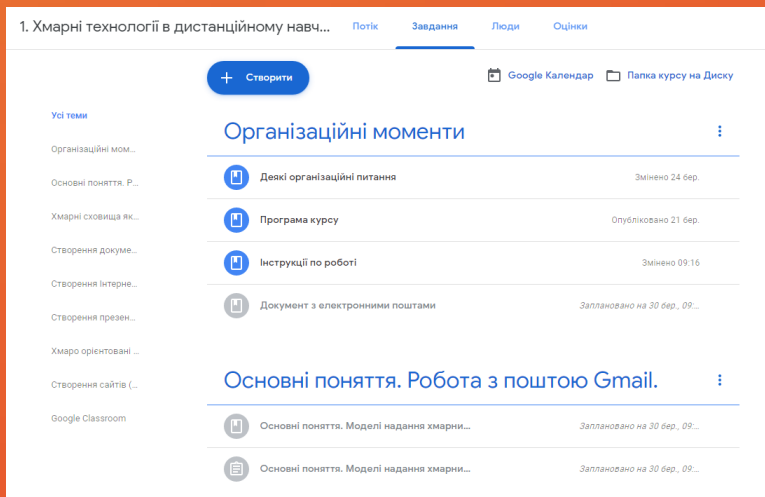 1. Хмарні технології в дистанційному навч... Потік Завдання Люди Оцінки
Створити Google Календар Папка курсу на Диску
Усі теми
Організаційні мом...
Основні поняття. Р...
Хмарні сховища як...
Створення докуме...
Створення Інтерне...
Створення презен...
Хмаро орієнтовані ...
Створення сайтів (...
Google Classroom
Організаційні моменти
Деякі організаційні питання Змінено 24 бер.
Програма курсу Опубліковано 21 бер.
Інструкції по роботі Змінено 09:16
Документ з електронними поштами Заплановано на 30 бер., 09:...
Основні поняття. Робота з поштою Gmail.
Основні поняття. Моделі надання хмарни... Заплановано на 30 бер., 09:...
Основні поняття. Моделі надання хмарни... Заплановано на 30 бер., 09:...